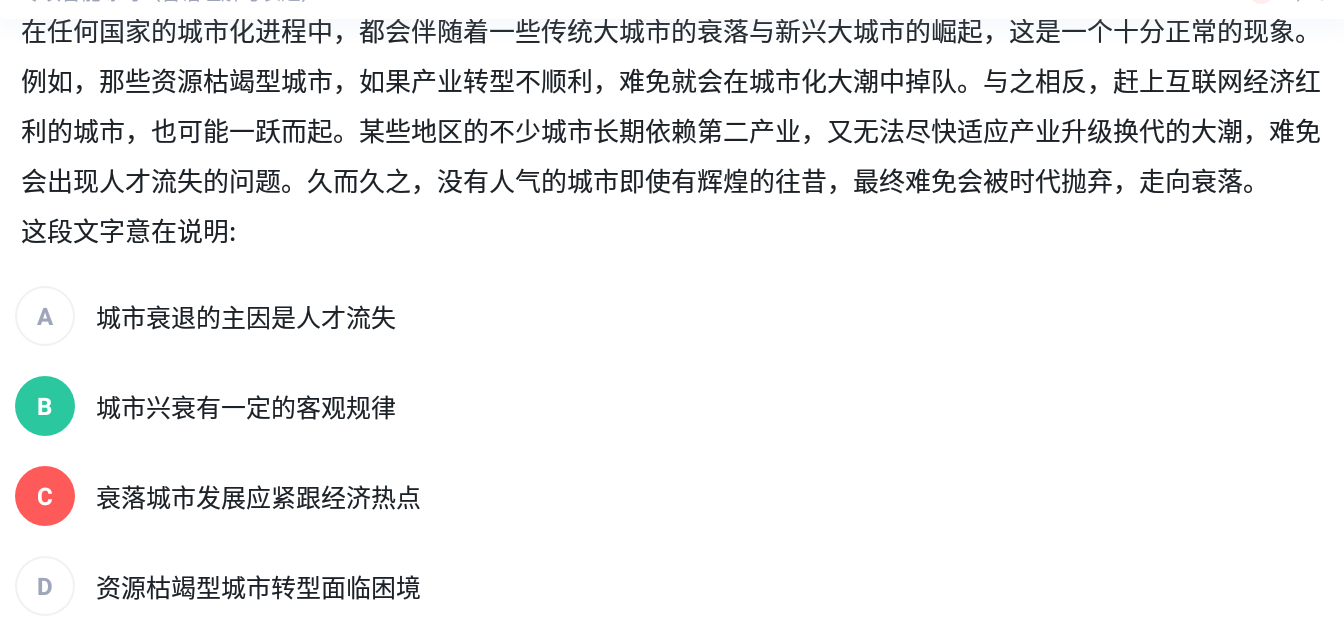 在任何国家的城市化进程中，都会伴随着一些传统大城市的衰落与新兴大城市的崛起，这是一个十分正常的现象。
例如，那些资源枯竭型城市，如果产业转型不顺利，难免就会在城市化大潮中掉队。与之相反，赶上互联网经济红
利的城市，也可能一跃而起。某些地区的不少城市长期依赖第二产业，又无法尽快适应产业升级换代的大潮，难免
会出现人才流失的问题。久而久之，没有人气的城市即使有辉煌的往昔，最终难免会被时代抛弃，走向衰落。
这段文字意在说明:
A 城市衰退的主因是人才流失
B 城市兴衰有一定的客观规律
C 衰落城市发展应紧跟经济热点
D 资源枯竭型城市转型面临困境